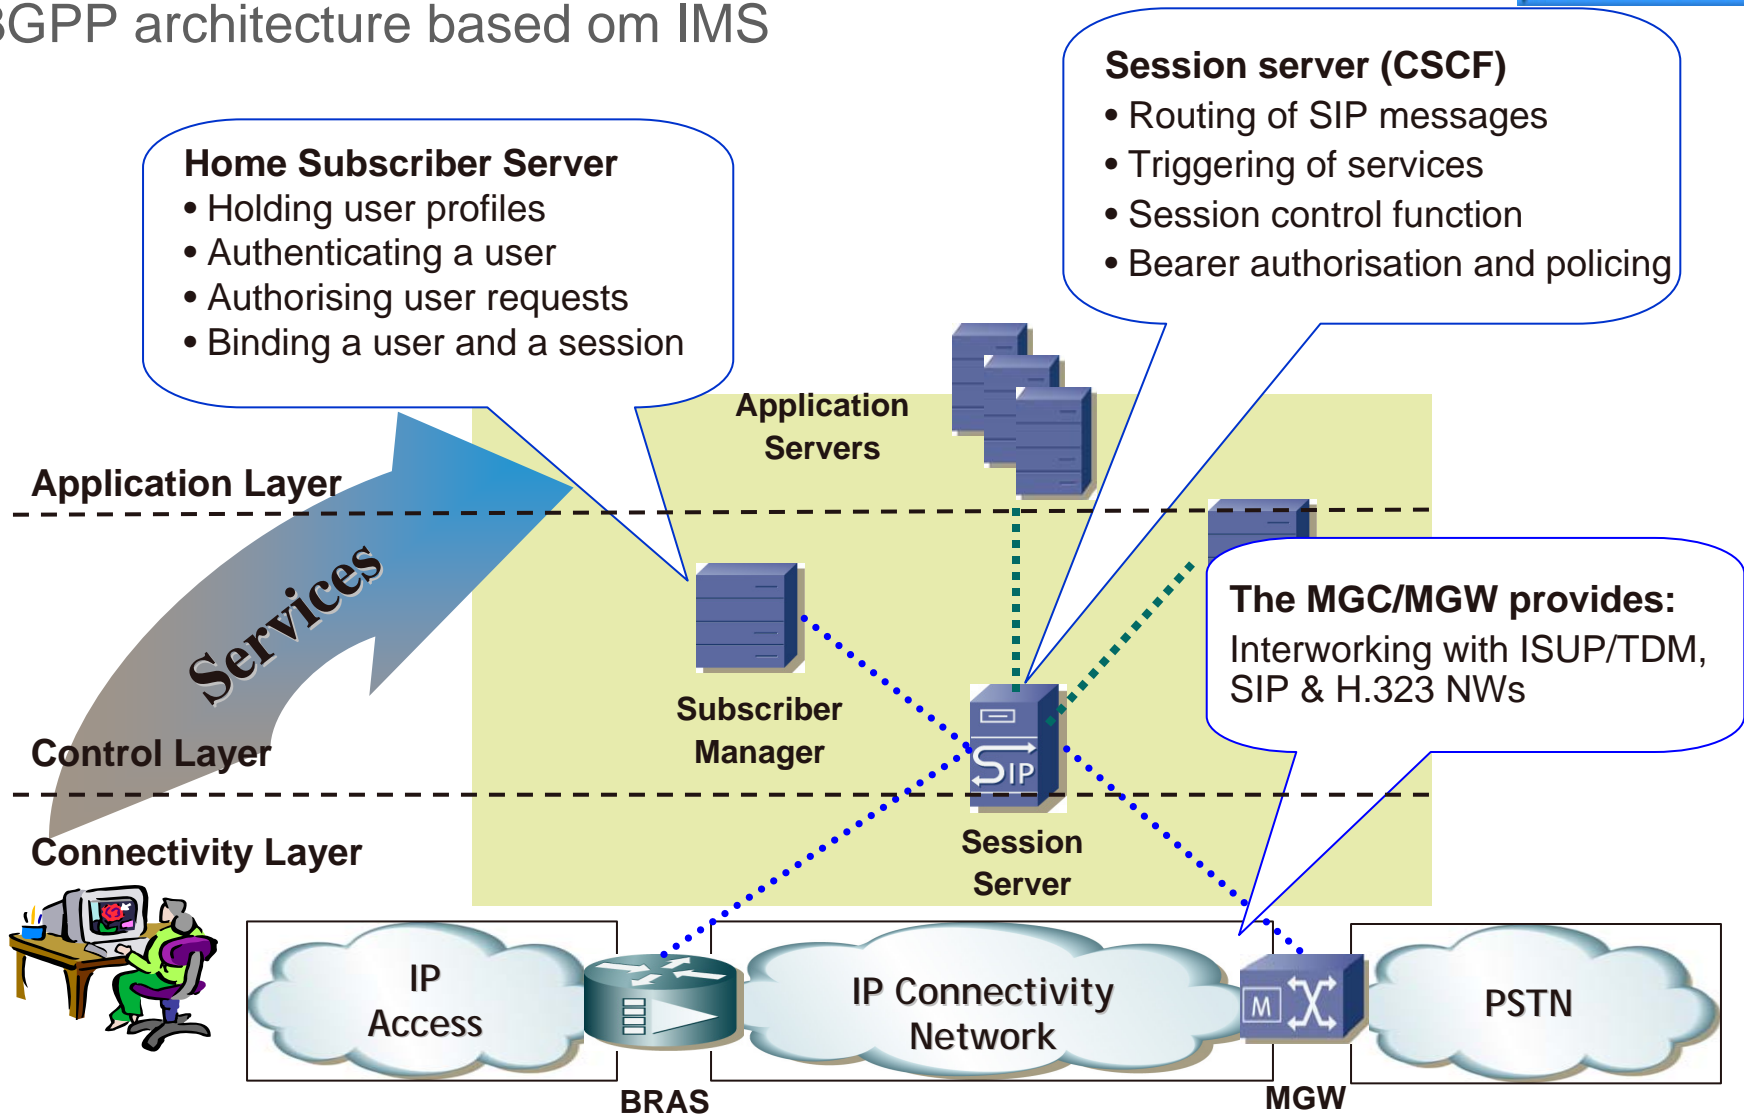 3GPP architecture based om IMS
Session server (CSCF)
• Routing of SIP messages
• Triggering of services
• Session control function
• Bearer authorisation and policing
Home Subscriber Server
• Holding user profiles
• Authenticating a user
• Authorising user requests
• Binding a user and a session
Application
Servers
Application Layer
Services
The MGC/MGW provides:
Interworking with ISUP/TDM,
SIP & H.323 NWs
Subscriber
Manager
Control Layer
SIP
Session
Server
Connectivity Layer
IP
Access
IP Connectivity
Network
M
PSTN
BRAS
MGW